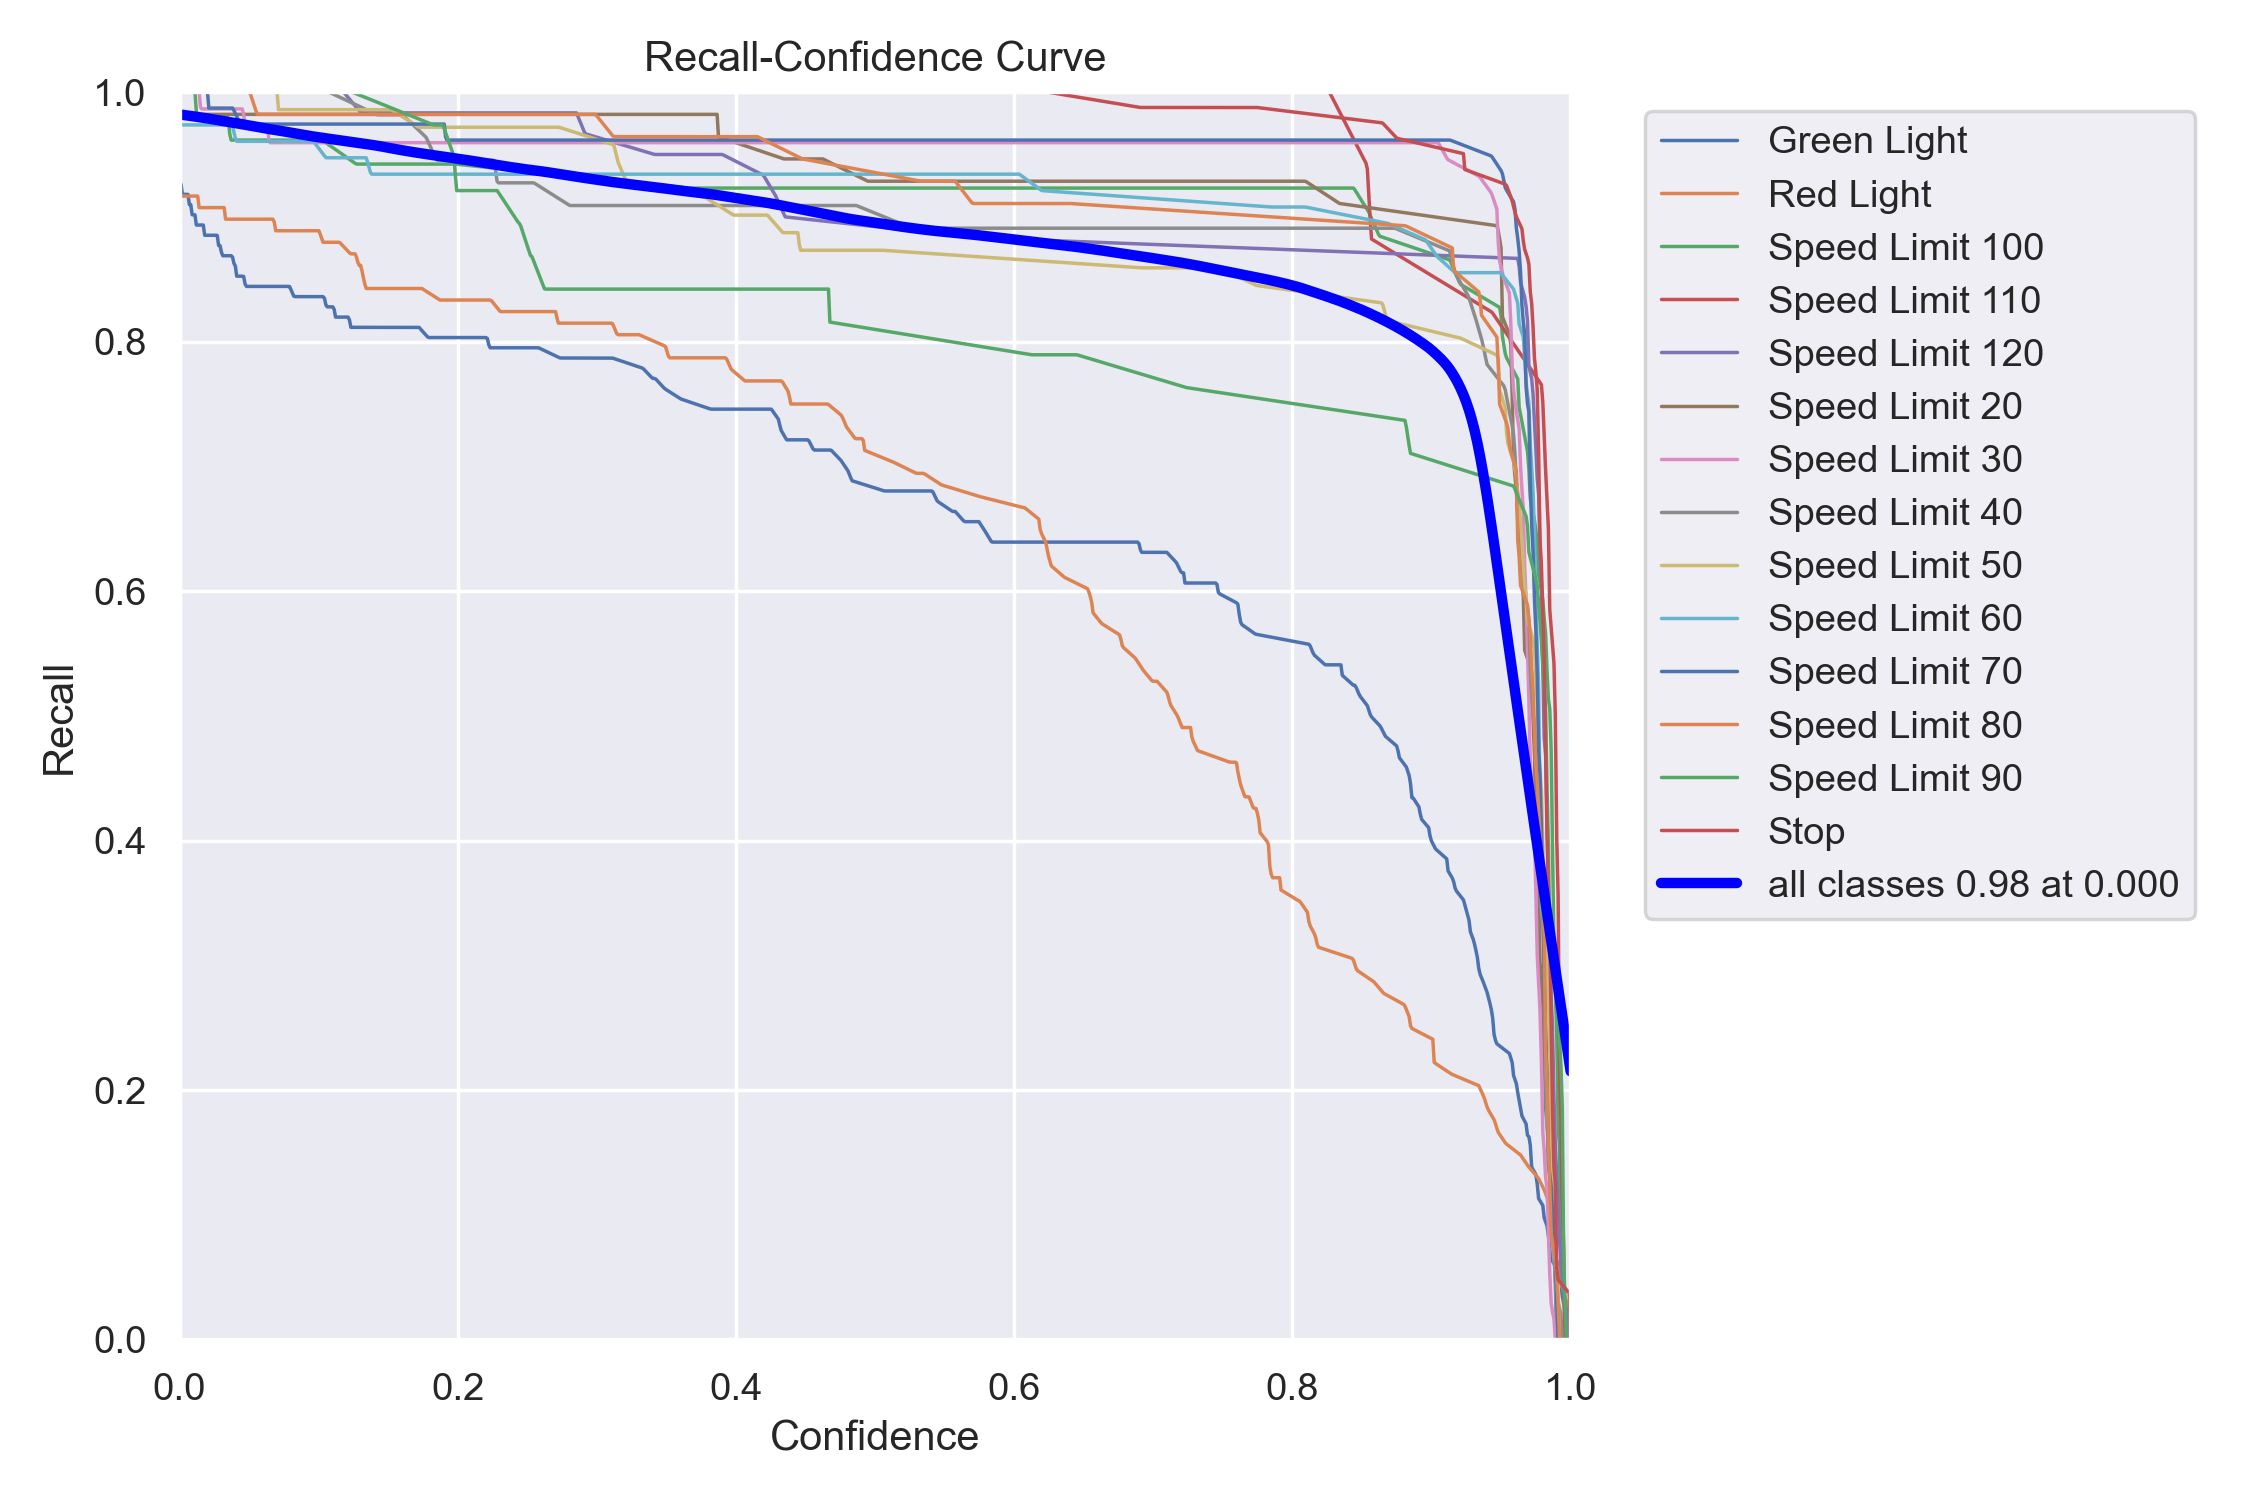 Recall-Confidence Curve
1.0
0.8
0.6
0.4
0.2
0.0
Recall
0.0 0.2 0.4 0.6 0.8 1.0
Confidence
Green Light
Red Light
Speed Limit 100
Speed Limit 110
Speed Limit 120
Speed Limit 20
Speed Limit 30
Speed Limit 40
Speed Limit 50
Speed Limit 60
Speed Limit 70
Speed Limit 80
Speed Limit 90
Stop
all classes 0.98 at 0.000